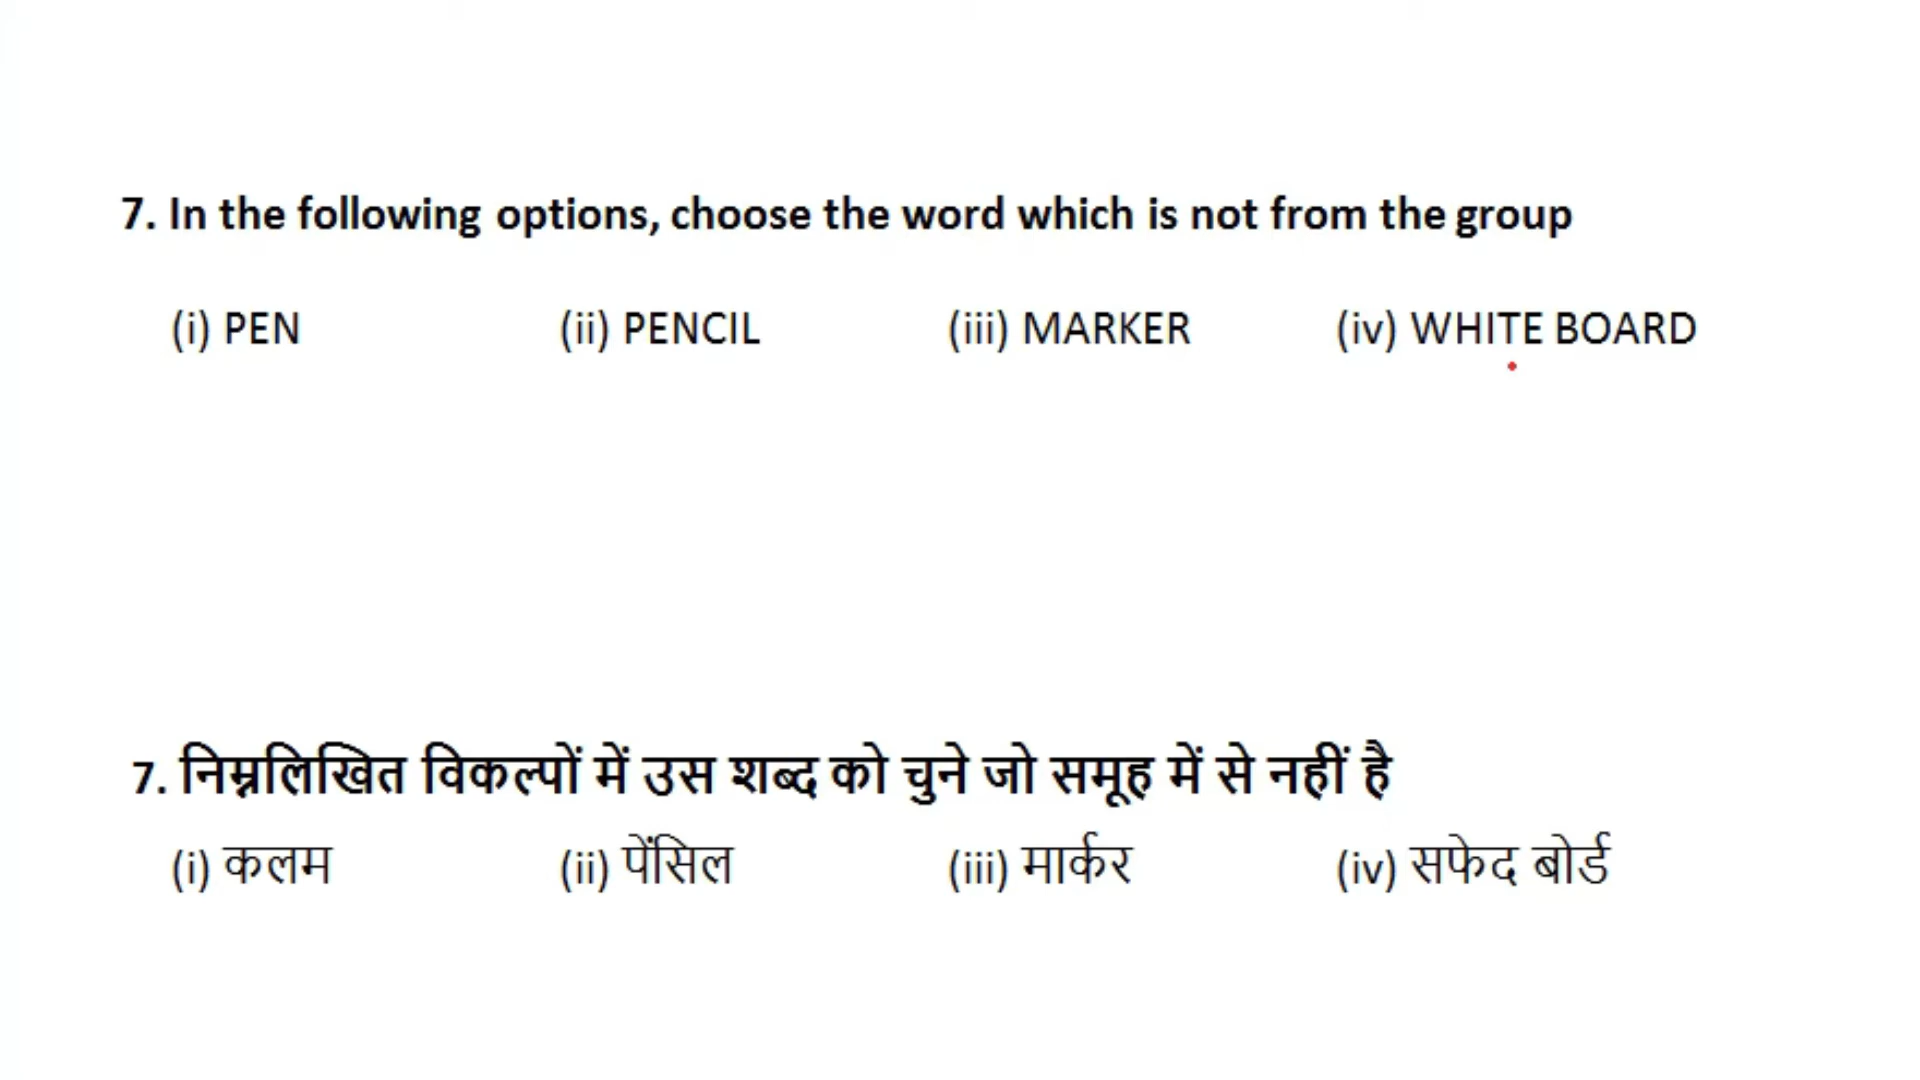 7. In the following options, choose the word which is not from the group
(i) PEN (ii) PENCIL (iii) MARKER (iv) WHITE BOARD
7. निम्नलिखित विकल्पों में उस शब्द को चुने जो समूह में से नहीं है
(i) कलम (ii) पेंसिल (iii) मार्कर (iv) सफेद बोर्ड